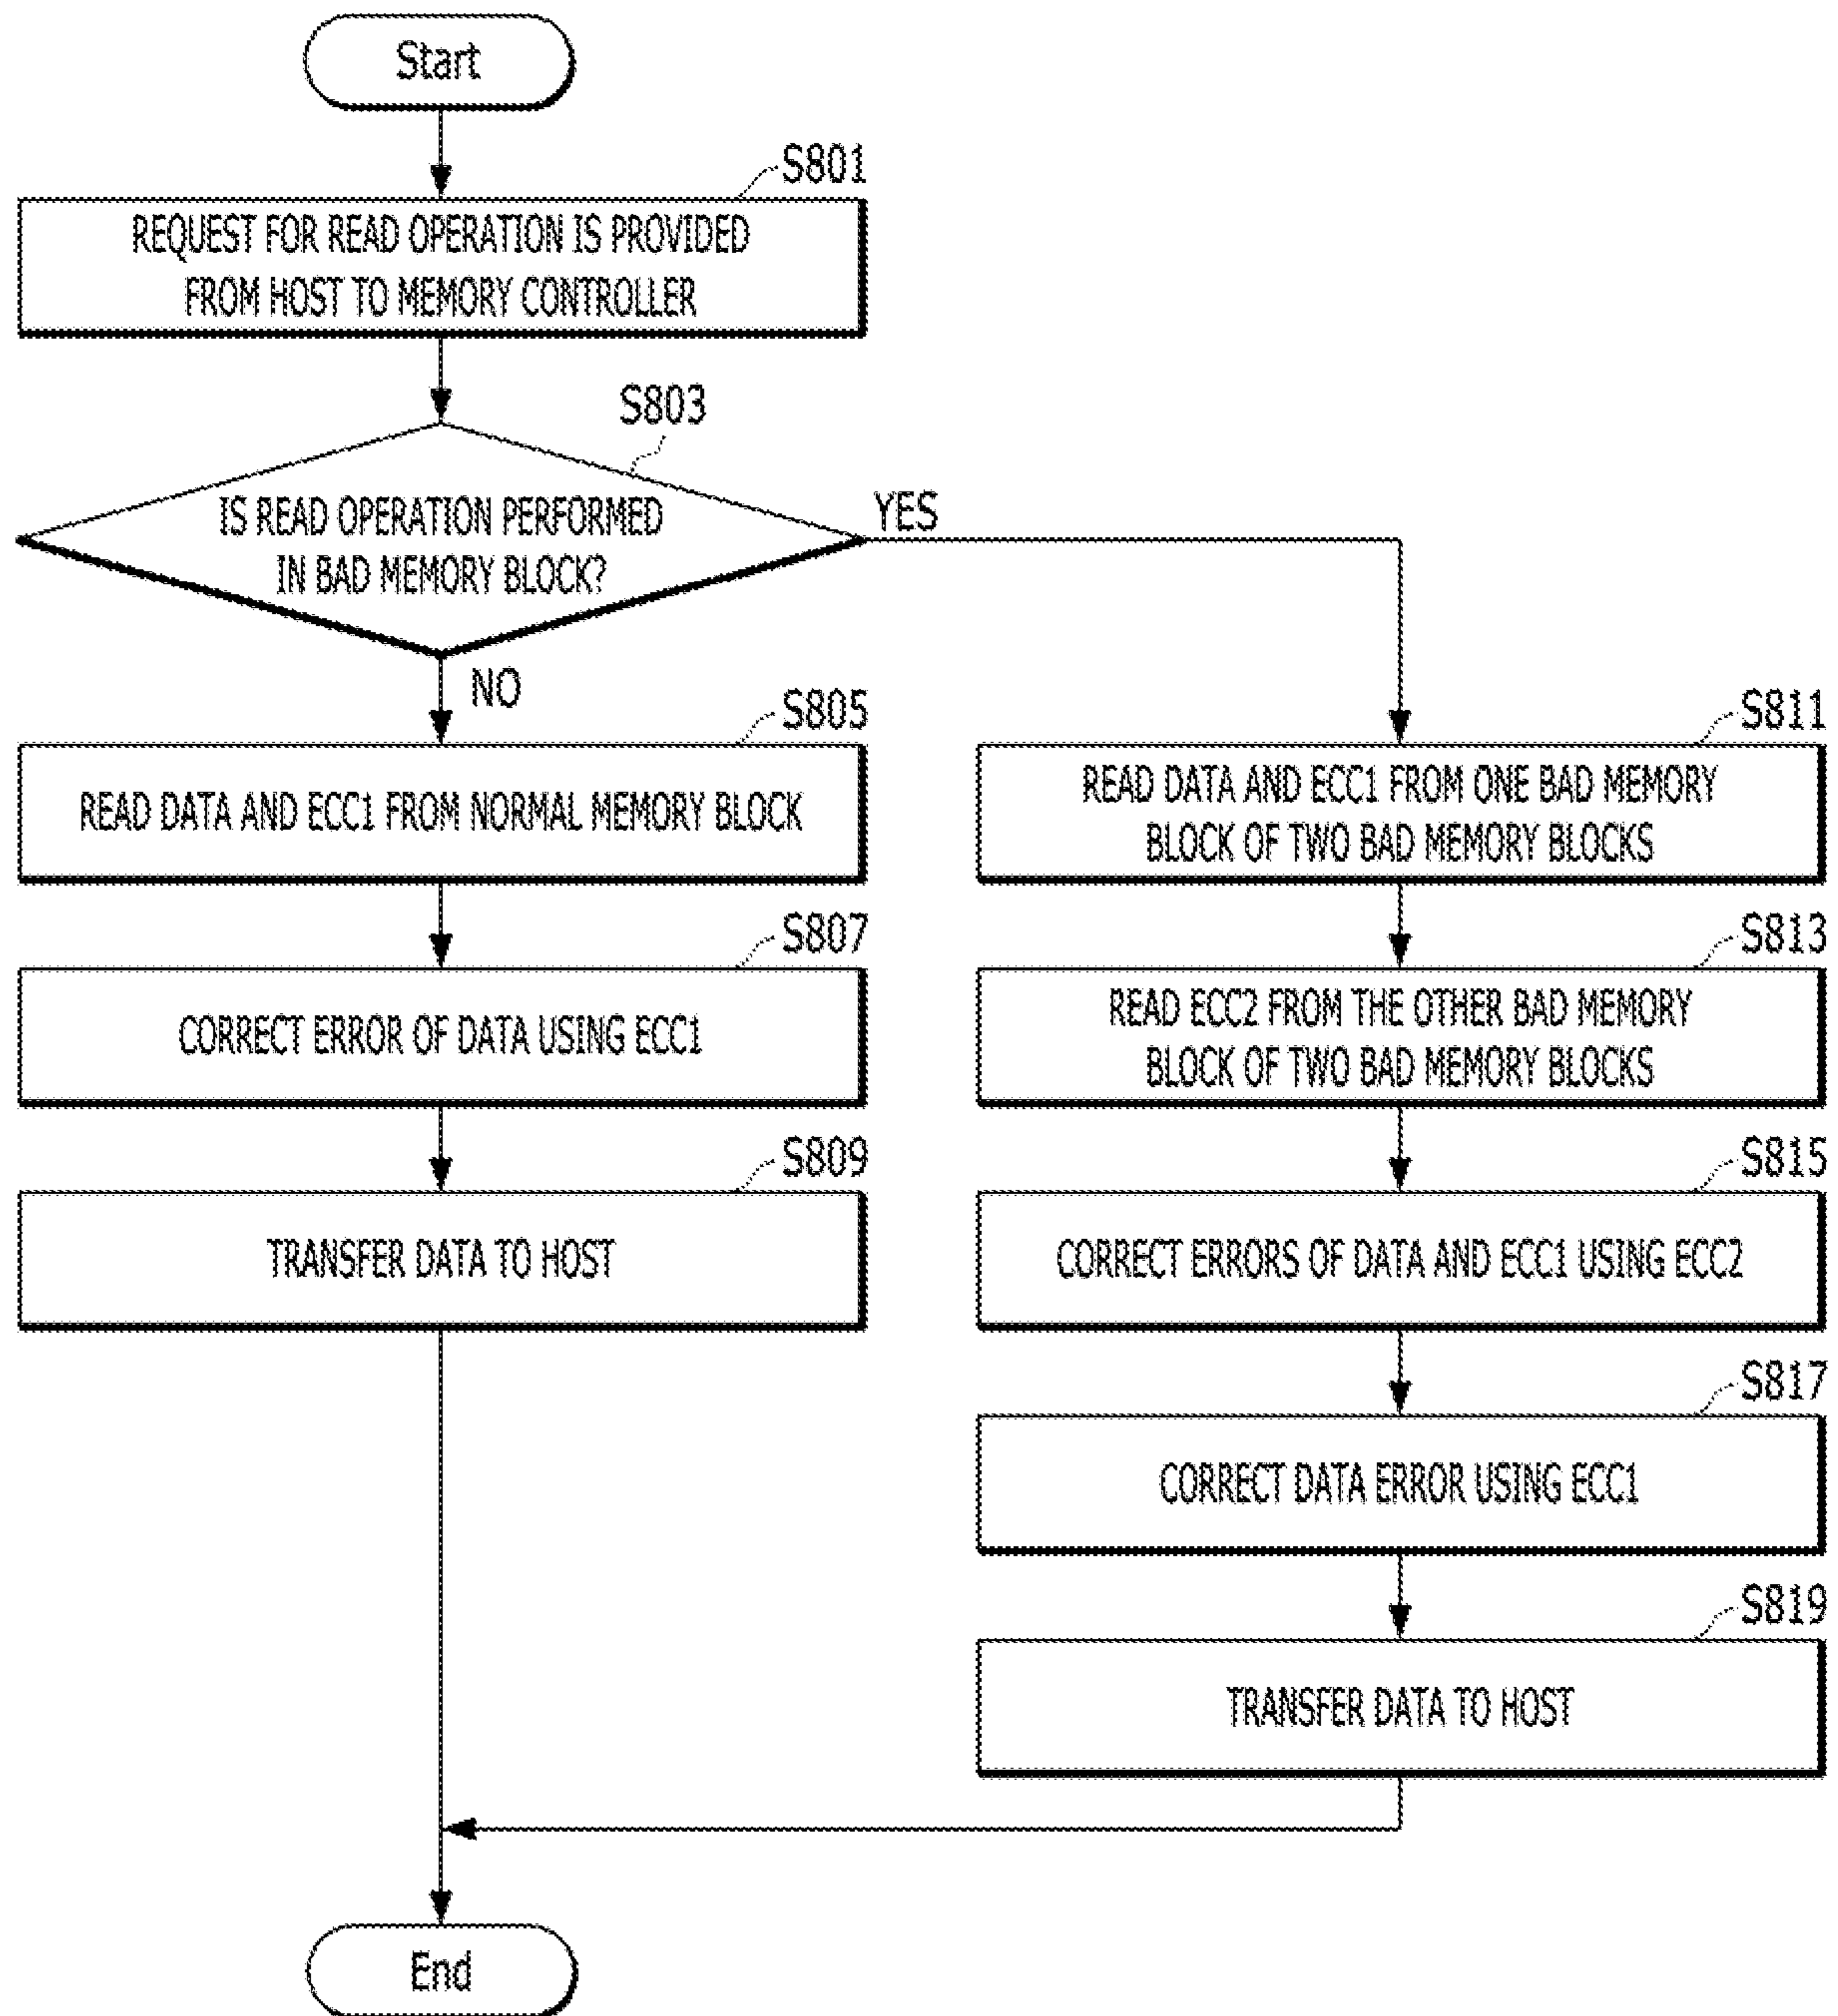 Start
S801
REQUEST FOR READ OPERATION IS PROVIDED
FROM HOST TO MEMORY CONTROLLER
S803
IS READ OPERATION PERFORMED
IN BAD MEMORY BLOCK?
YES
NO
S805
READ DATA AND ECC1 FROM NORMAL MEMORY BLOCK
S807
CORRECT ERROR OF DATA USING ECC1
S809
TRANSFER DATA TO HOST
S811
READ DATA AND ECC1 FROM ONE BAD MEMORY
BLOCK OF TWO BAD MEMORY BLOCKS
S813
READ ECC2 FROM THE OTHER BAD MEMORY
BLOCK OF TWO BAD MEMORY BLOCKS
S815
CORRECT ERRORS OF DATA AND ECC1 USING ECC2
S817
CORRECT DATA ERROR USING ECC1
S819
TRANSFER DATA TO HOST
End